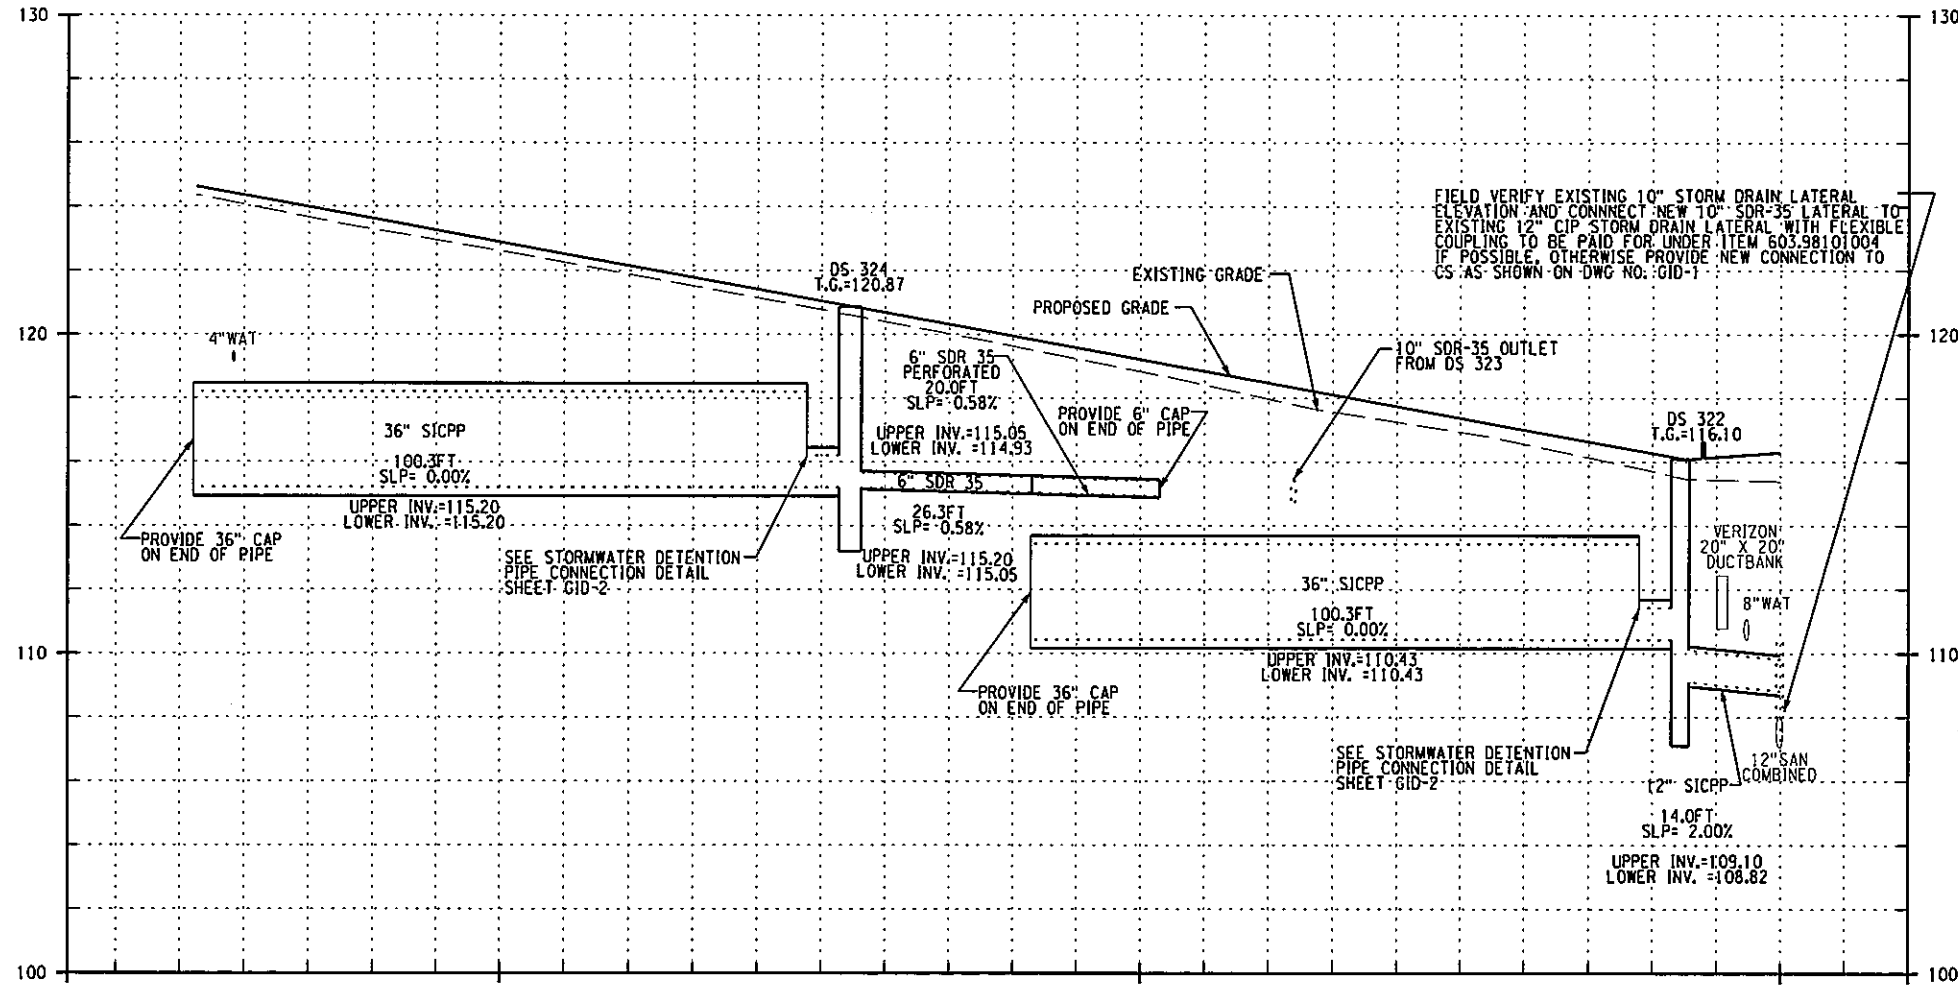 130
130
FIELD VERIFY EXISTING 10" STORM DRAIN LATERAL
ELEVATION AND CONNNECT NEW 10" SDR-35 LATERAL TO
EXISTING 12" CIP STORM DRAIN LATERAL WITH FLEXIBLE
COUPLING TO BE PAID FOR UNDER ITEM 603.98101004
IF POSSIBLE, OTHERWISE PROVIDE NEW CONNECTION TO
CS AS SHOWN ON DWG NO. GID-1
DS 324
T.G.=120.87
EXISTING GRADE
PROPOSED GRADE
120
120
4"WAT
10" SDR-35 OUTLET
FROM DS 323
6" SDR 35
PERFORATED
20.0FT
SLP= 0.58%
UPPER INV.=115.05
LOWER INV. =114.93
PROVIDE 6" CAP
ON END OF PIPE
DS 322
T.G.=116.10
36" SICPP
100.3FT
SLP= 0.00%
UPPER INV.=115.20
LOWER INV. =115.20
6" SDR 35
26.3FT
SLP= 0.58%
UPPER INV.=115.20
LOWER INV. =115.05
PROVIDE 36" CAP
ON END OF PIPE
SEE STORMWATER DETENTION
PIPE CONNECTION DETAIL
SHEET GID-2
VERIZON
20" X 20"
DUCTBANK
8"WAT
36" SICPP
100.3FT
SLP= 0.00%
UPPER INV.=110.43
LOWER INV. =110.43
110
110
PROVIDE 36" CAP
ON END OF PIPE
SEE STORMWATER DETENTION
PIPE CONNECTION DETAIL
SHEET GID-2
12"SAN
COMBINED
12" SICPP
14.0FT
SLP= 2.00%
UPPER INV.=109.10
LOWER INV. =108.82
100
100